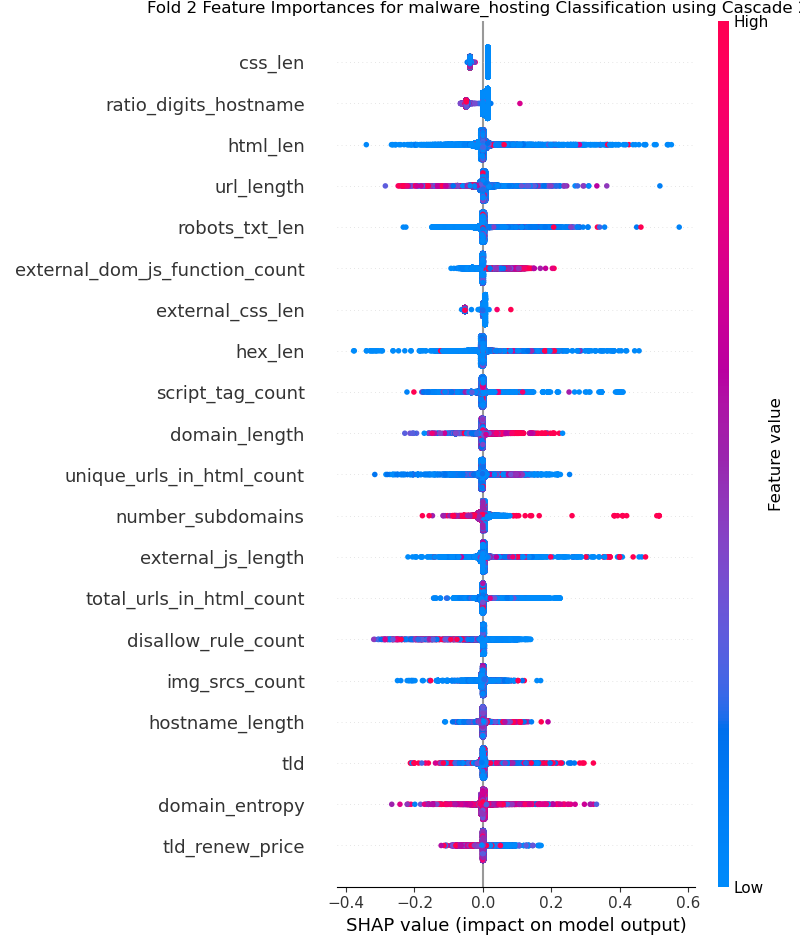 Fold 2 Feature Importances for malware_hosting Classification using Cascade
High
css_len
ratio_digits_hostname
html_len
url_length
robots_txt_len
external_dom_js_function_count
external_css_len
hex_len
script_tag_count
domain_length
unique_urls_in_html_count
number_subdomains
external_js_length
total_urls_in_html_count
disallow_rule_count
img_srcs_count
hostname_length
tld
domain_entropy
tld_renew_price
Feature value
Low
−0.4 −0.2 0.0 0.2 0.4 0.6
SHAP value (impact on model output)